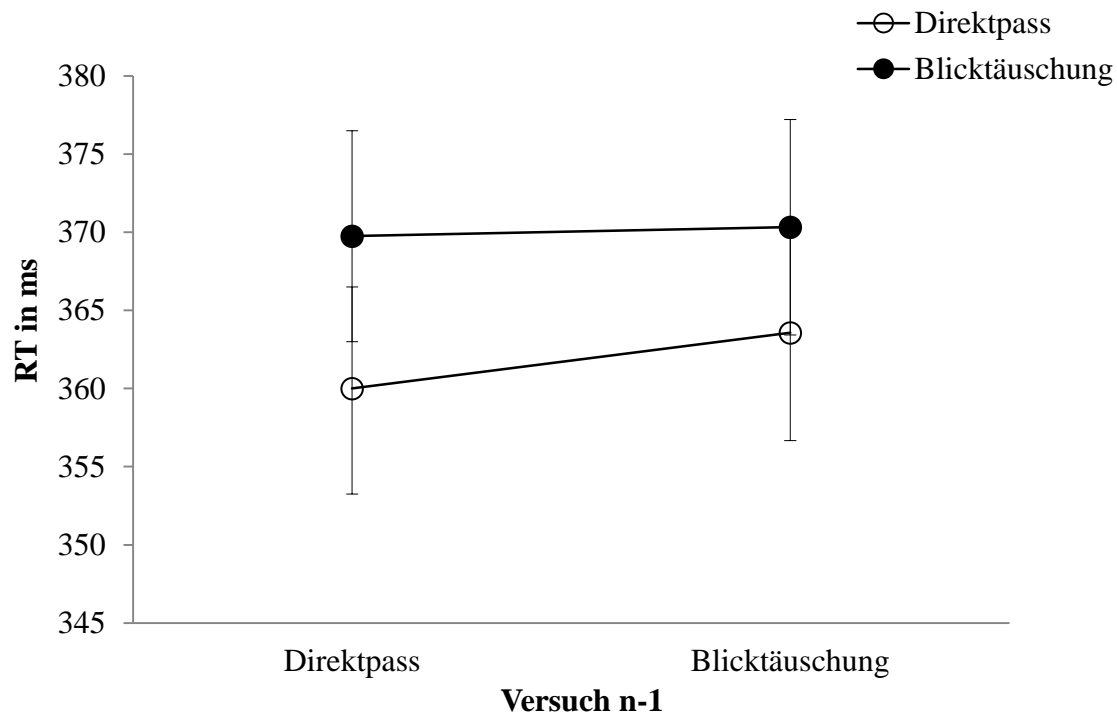 Direktpass
Blicktäuschung
380
375
370
365
360
355
350
345
RT in ms
Direktpass Blicktäuschung
Versuch n-1